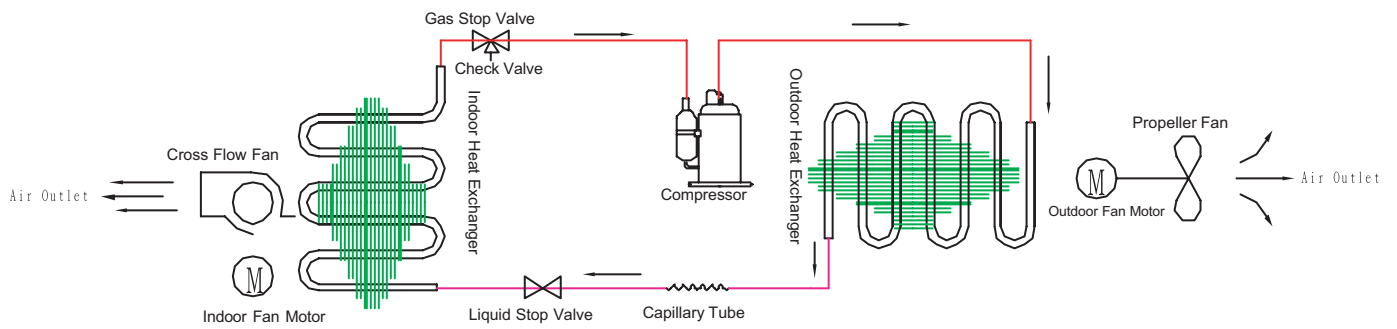 Gas Stop Valve
Check Valve
Indoor Heat Exchanger
Outdoor Heat Exchanger
Propeller Fan
Cross Flow Fan
Air Outlet
M
Air Outlet
Compressor
Outdoor Fan Motor
M
Indoor Fan Motor
Liquid Stop Valve
Capillary Tube